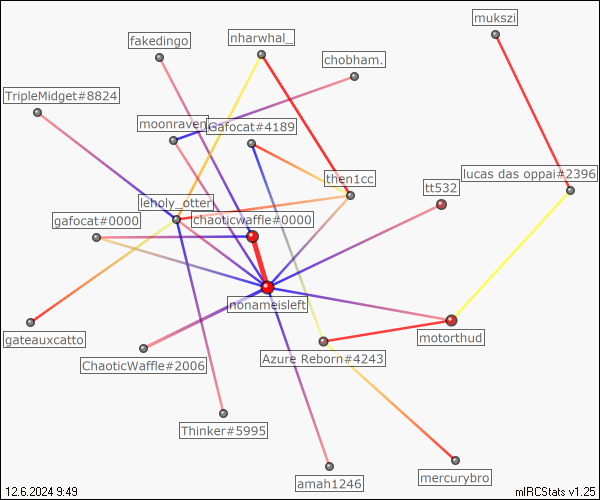 mukszi
nharwhal_
fakedingo
chobham.
TripleMidget#8824
moonraven
Gafocat#4189
lucas das oppai#2396
then1cc
tt532
leholy_otter
gafocat#0000
chaoticwaffle#0000
nonameisleft
gateauxcatto
motorthud
ChaoticWaffle#2006
Azure Reborn#4243
Thinker#5995
mercurybro
amah1246
12.6.2024 9:49
mIRCStats v1.25